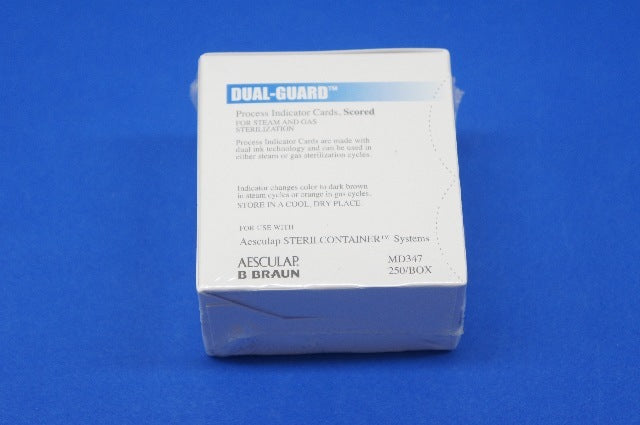 DUAL-GUARD™
Process Indicator Cards, Scored
FOR STEAM AND GAS
STERILIZATION
Process Indicator Cards are made with
dual ink technology and can be used in
either steam or gas sterilization cycles.
Indicator changes color to dark brown
in steam cycles or orange in gas cycles.
STORE IN A COOL, DRY PLACE.
FOR USE WITH
Aesculap STERILCONTAINER™ Systems
AESCULAP® MD347
B BRAUN 250/BOX